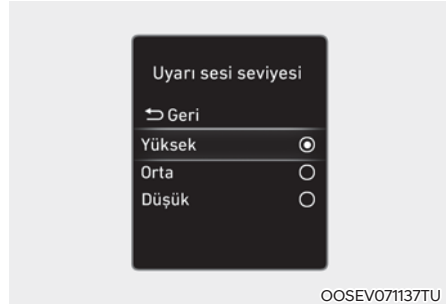 Uyarı sesi seviyesi
Geri
Yüksek
Orta
Düşük
OOSEV071137TU